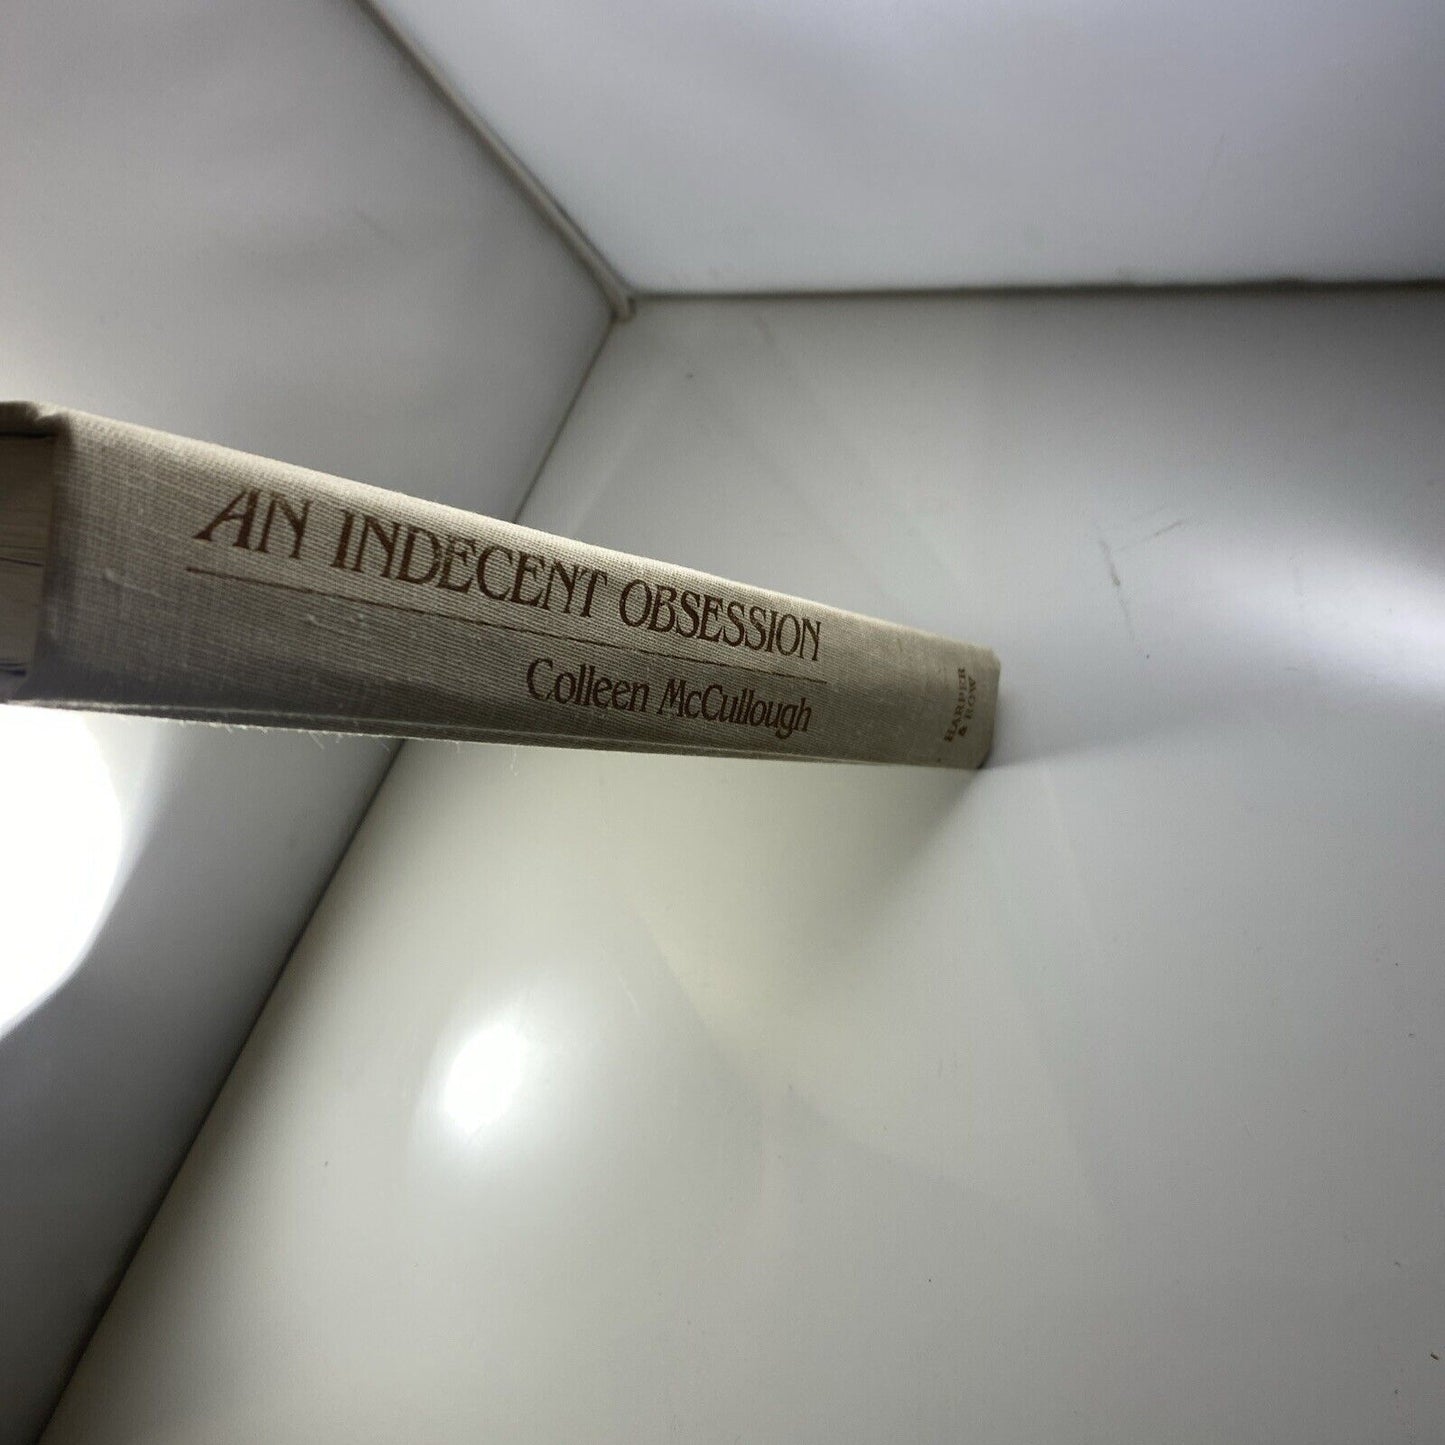 AN INDECENT OBSESSION
Colleen McCullough
HARPER
& ROW